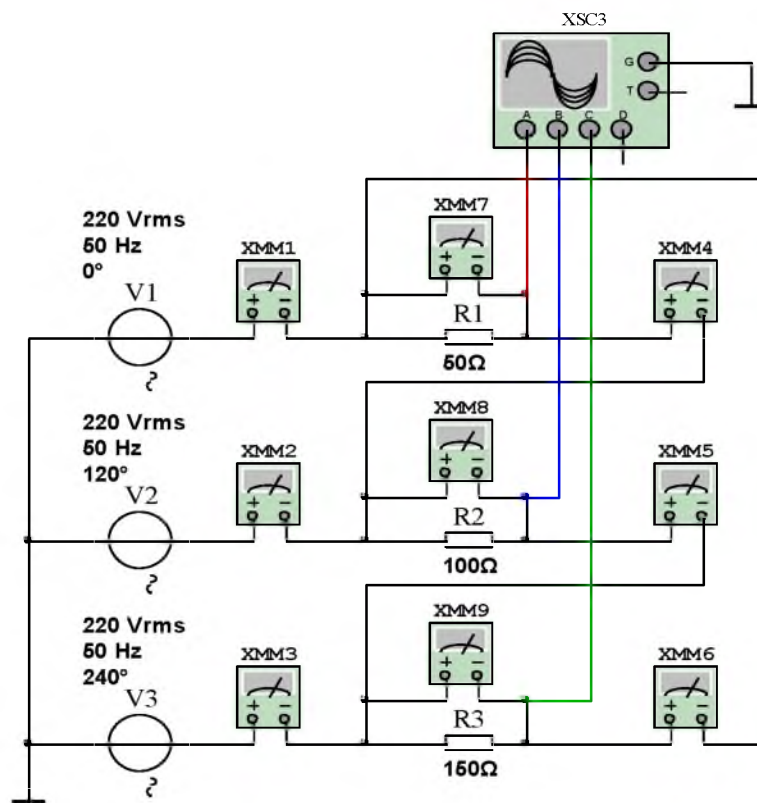 XSC3
G
T
A B C D
220 Vrms
50 Hz
0°
V1
XMM1
+ −
XMM7
+ −
R1
50Ω
XMM4
+ −
220 Vrms
50 Hz
120°
V2
XMM2
+ −
XMM8
+ −
R2
100Ω
XMM5
+ −
220 Vrms
50 Hz
240°
V3
XMM3
+ −
XMM9
+ −
R3
150Ω
XMM6
+ −